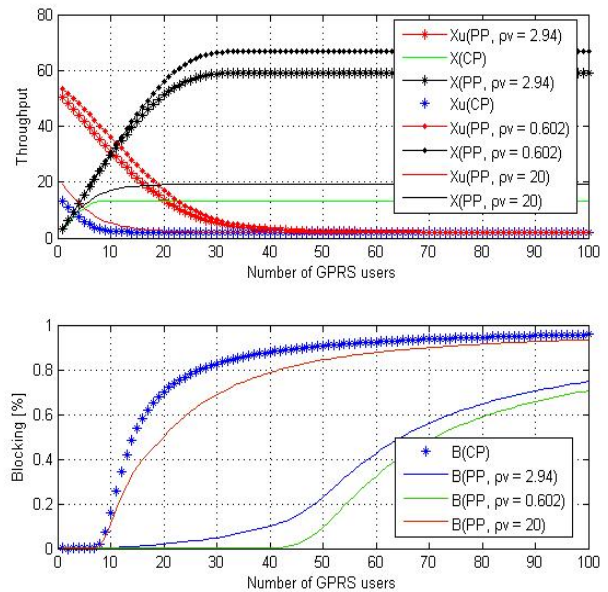 80
60
40
20
0
Throughput
0 10 20 30 40 50 60 70 80 90 100
Number of GPRS users
Xu(PP, ρv = 2.94)
X(CP)
X(PP, ρv = 2.94)
Xu(CP)
Xu(PP, ρv = 0.602)
X(PP, ρv = 0.602)
Xu(PP, ρv = 20)
X(PP, ρv = 20)
1
0.8
0.6
0.4
0.2
0
Blocking [%]
0 10 20 30 40 50 60 70 80 90 100
Number of GPRS users
B(CP)
B(PP, ρv = 2.94)
B(PP, ρv = 0.602)
B(PP, ρv = 20)